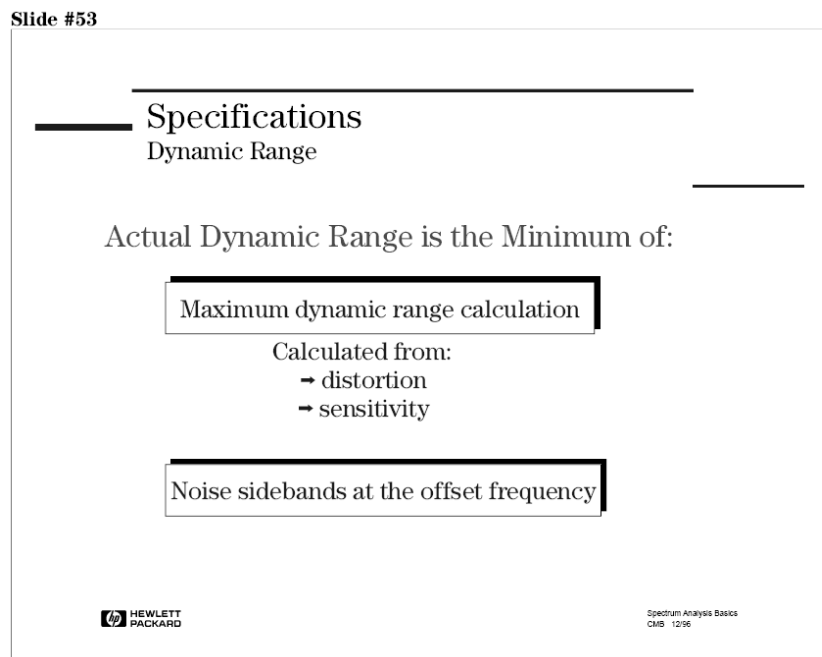 Slide #53
Specifications
Dynamic Range
Actual Dynamic Range is the Minimum of:
Maximum dynamic range calculation
Calculated from:
➞ distortion
➞ sensitivity
Noise sidebands at the offset frequency
hp HEWLETT
PACKARD
Spectrum Analysis Basics
CMB 12/96